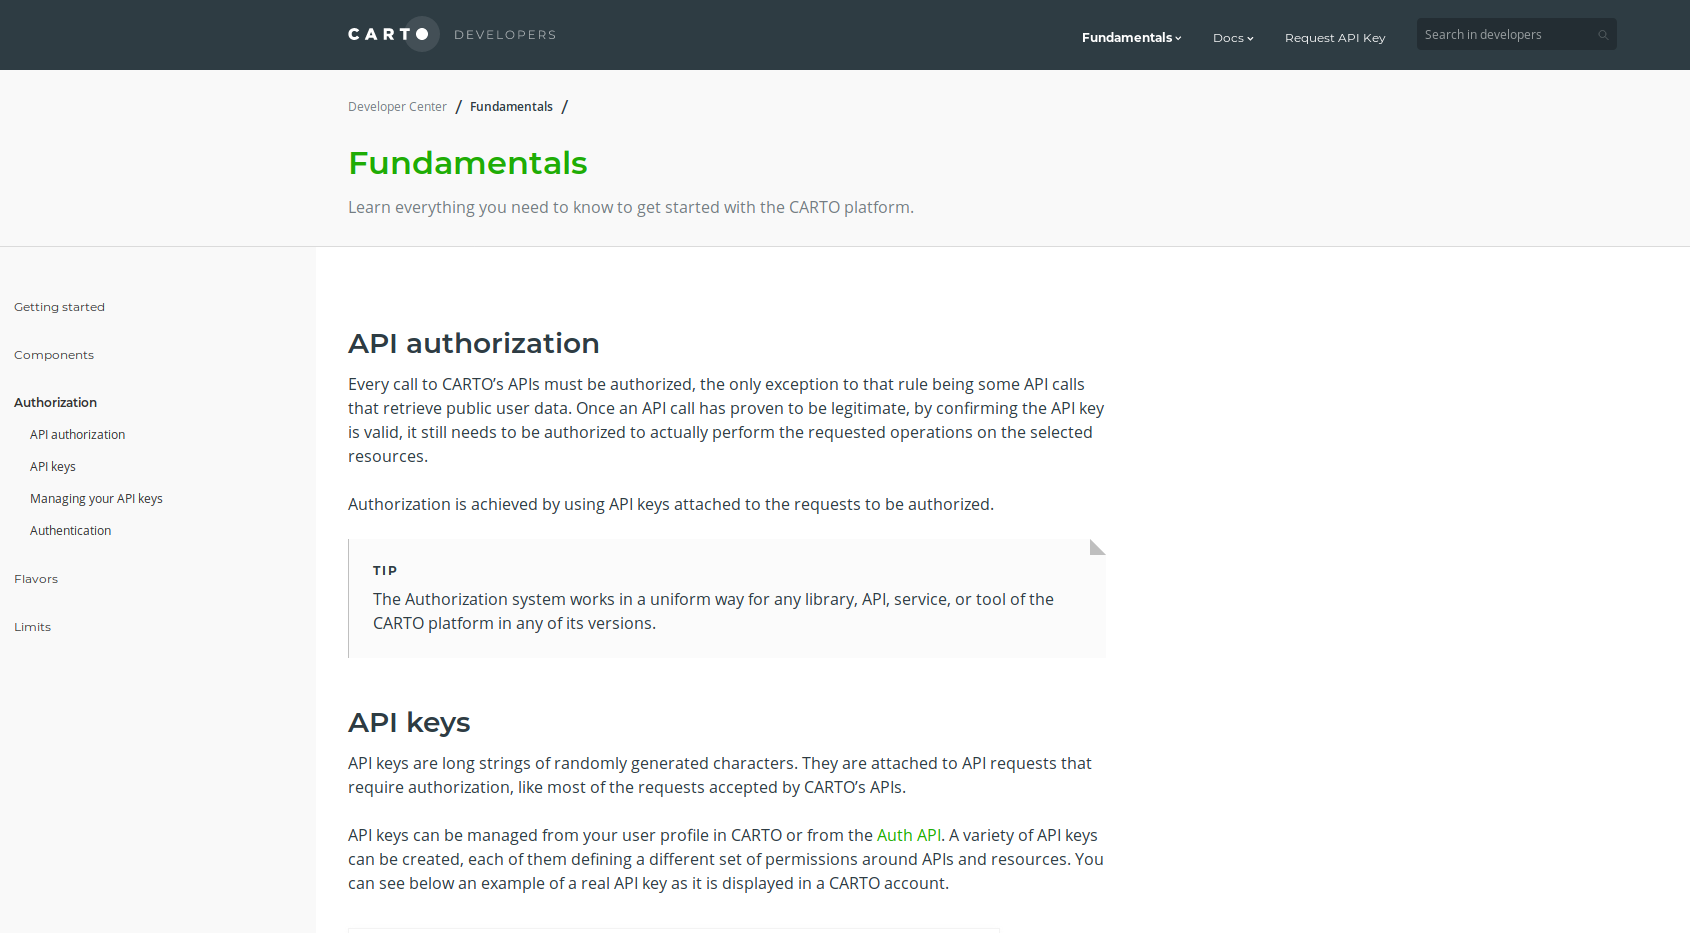 CARTO DEVELOPERS
Fundamentals Docs Request API Key Search in developers
Developer Center / Fundamentals /
Fundamentals
Learn everything you need to know to get started with the CARTO platform.
Getting started
Components
Authorization
API authorization
API keys
Managing your API keys
Authentication
Flavors
Limits
API authorization
Every call to CARTO’s APIs must be authorized, the only exception to that rule being some API calls
that retrieve public user data. Once an API call has proven to be legitimate, by confirming the API key
is valid, it still needs to be authorized to actually perform the requested operations on the selected
resources.
Authorization is achieved by using API keys attached to the requests to be authorized.
TIP
The Authorization system works in a uniform way for any library, API, service, or tool of the
CARTO platform in any of its versions.
API keys
API keys are long strings of randomly generated characters. They are attached to API requests that
require authorization, like most of the requests accepted by CARTO’s APIs.
API keys can be managed from your user profile in CARTO or from the Auth API. A variety of API keys
can be created, each of them defining a different set of permissions around APIs and resources. You
can see below an example of a real API key as it is displayed in a CARTO account.